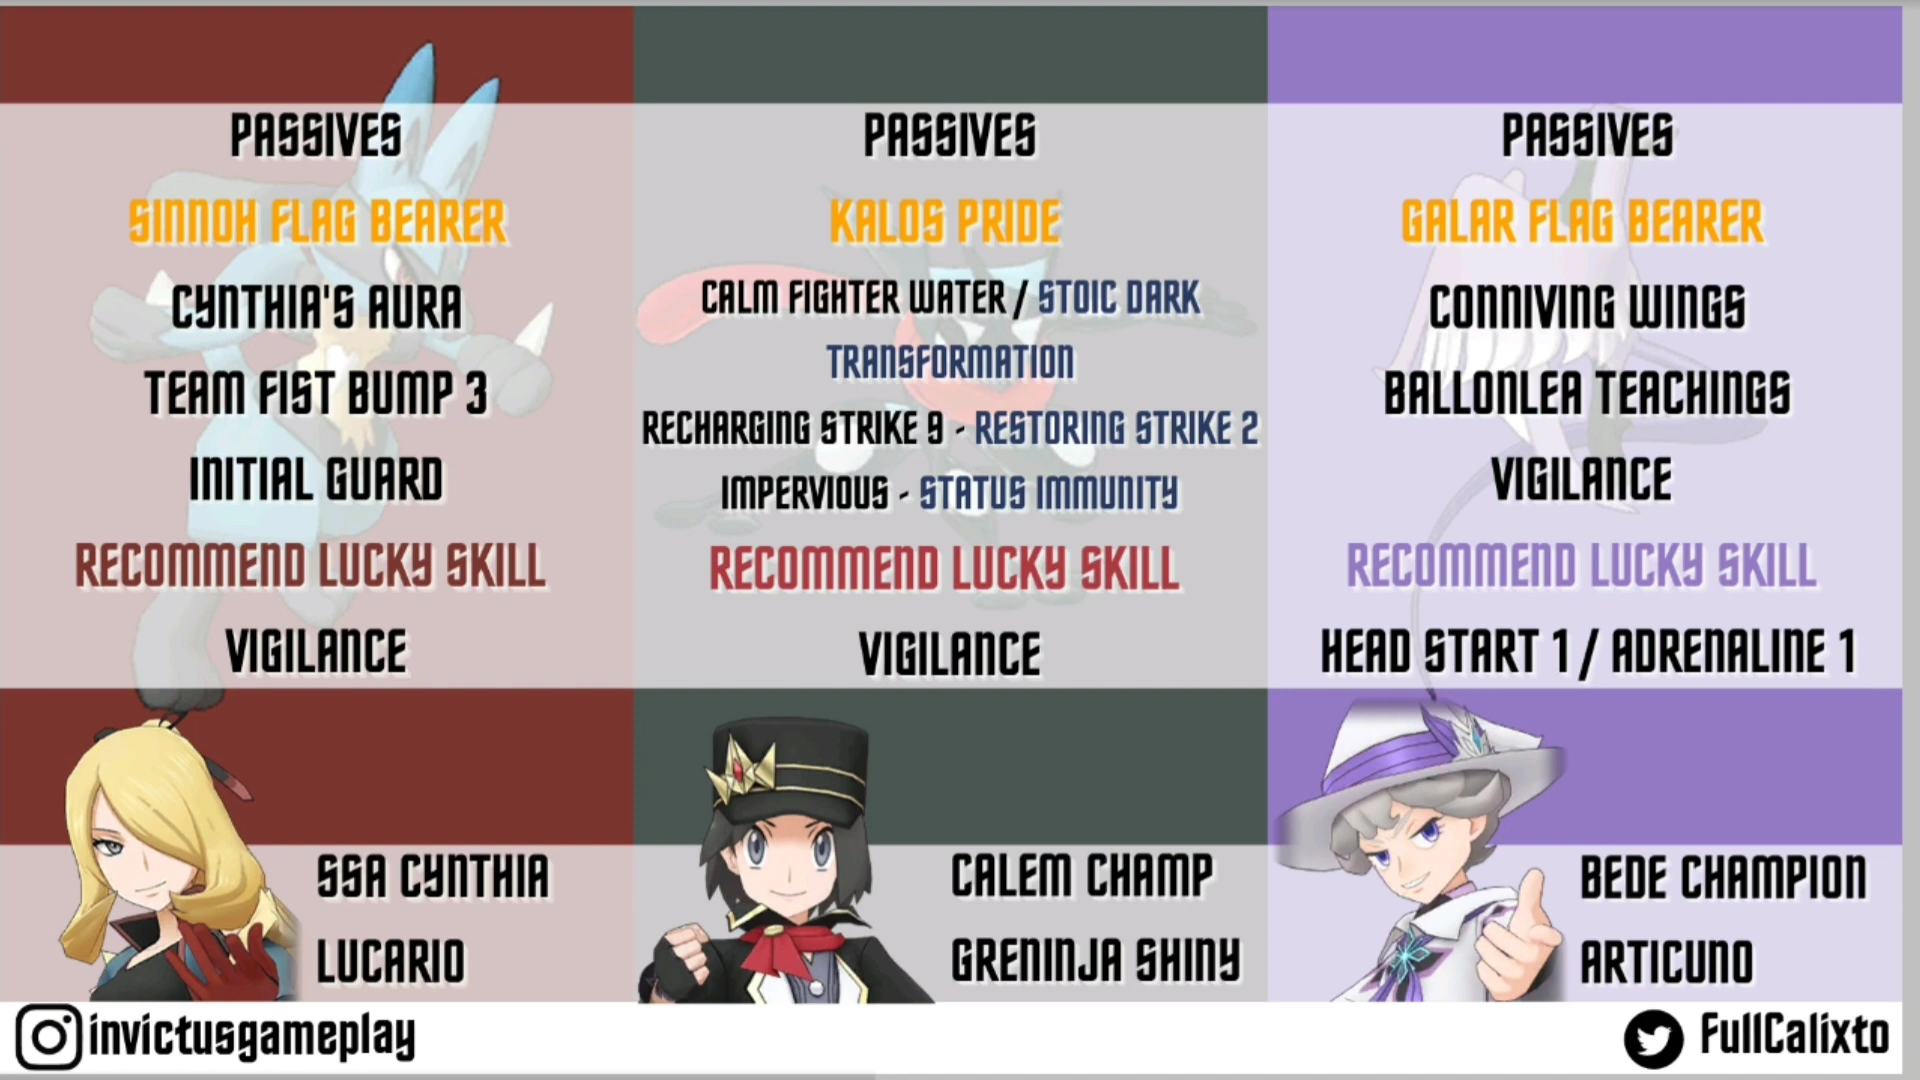 PASSIVES
SINNOH FLAG BEARER
CYNTHIA'S AURA
TEAM FIST BUMP 3
INITIAL GUARD
RECOMMEND LUCKY SKILL
VIGILANCE
SSA CYNTHIA
LUCARIO
PASSIVES
KALOS PRIDE
CALM FIGHTER WATER / STOIC DARK
TRANSFORMATION
RECHARGING STRIKE 9 - RESTORING STRIKE 2
IMPERVIOUS - STATUS IMMUNITY
RECOMMEND LUCKY SKILL
VIGILANCE
CALEM CHAMP
GRENINJA SHINY
PASSIVES
GALAR FLAG BEARER
CONNIVING WINGS
BALLONLEA TEACHINGS
VIGILANCE
RECOMMEND LUCKY SKILL
HEAD START 1 / ADRENALINE 1
BEDE CHAMPION
ARTICUNO
invictusgameplay
FullCalixto